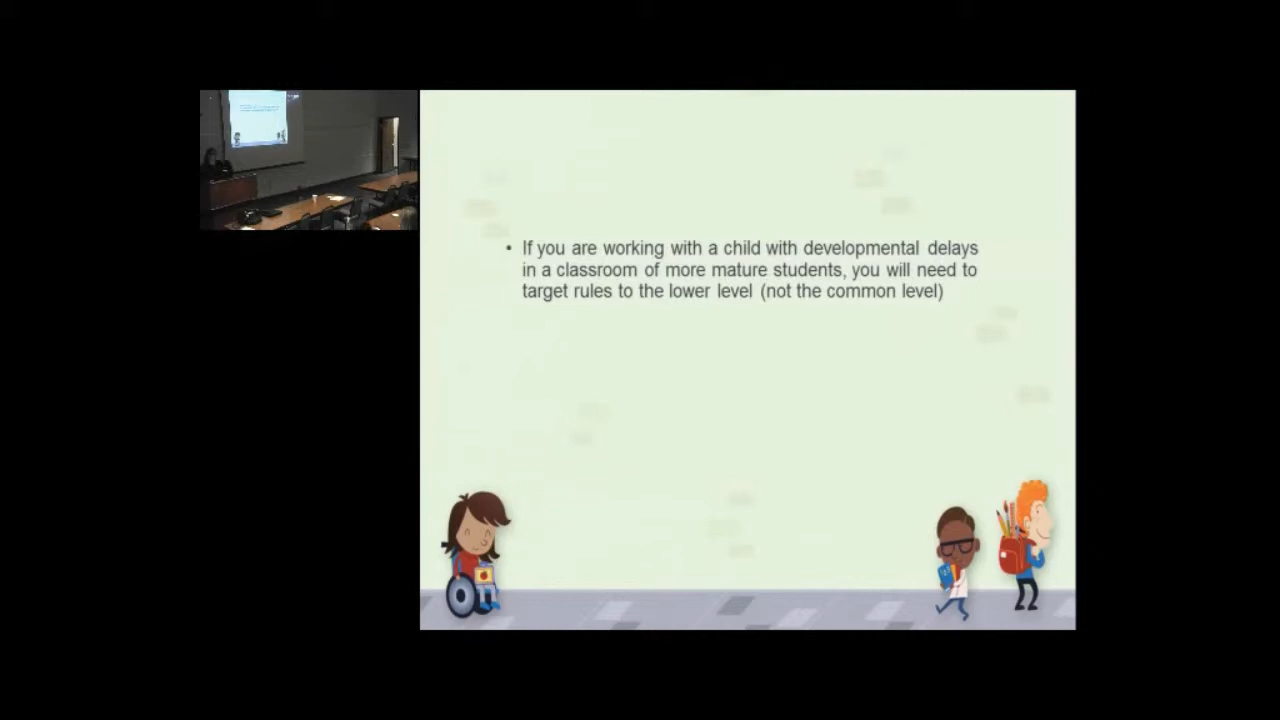 • If you are working with a child with developmental delays
in a classroom of more mature students, you will need to
target rules to the lower level (not the common level)